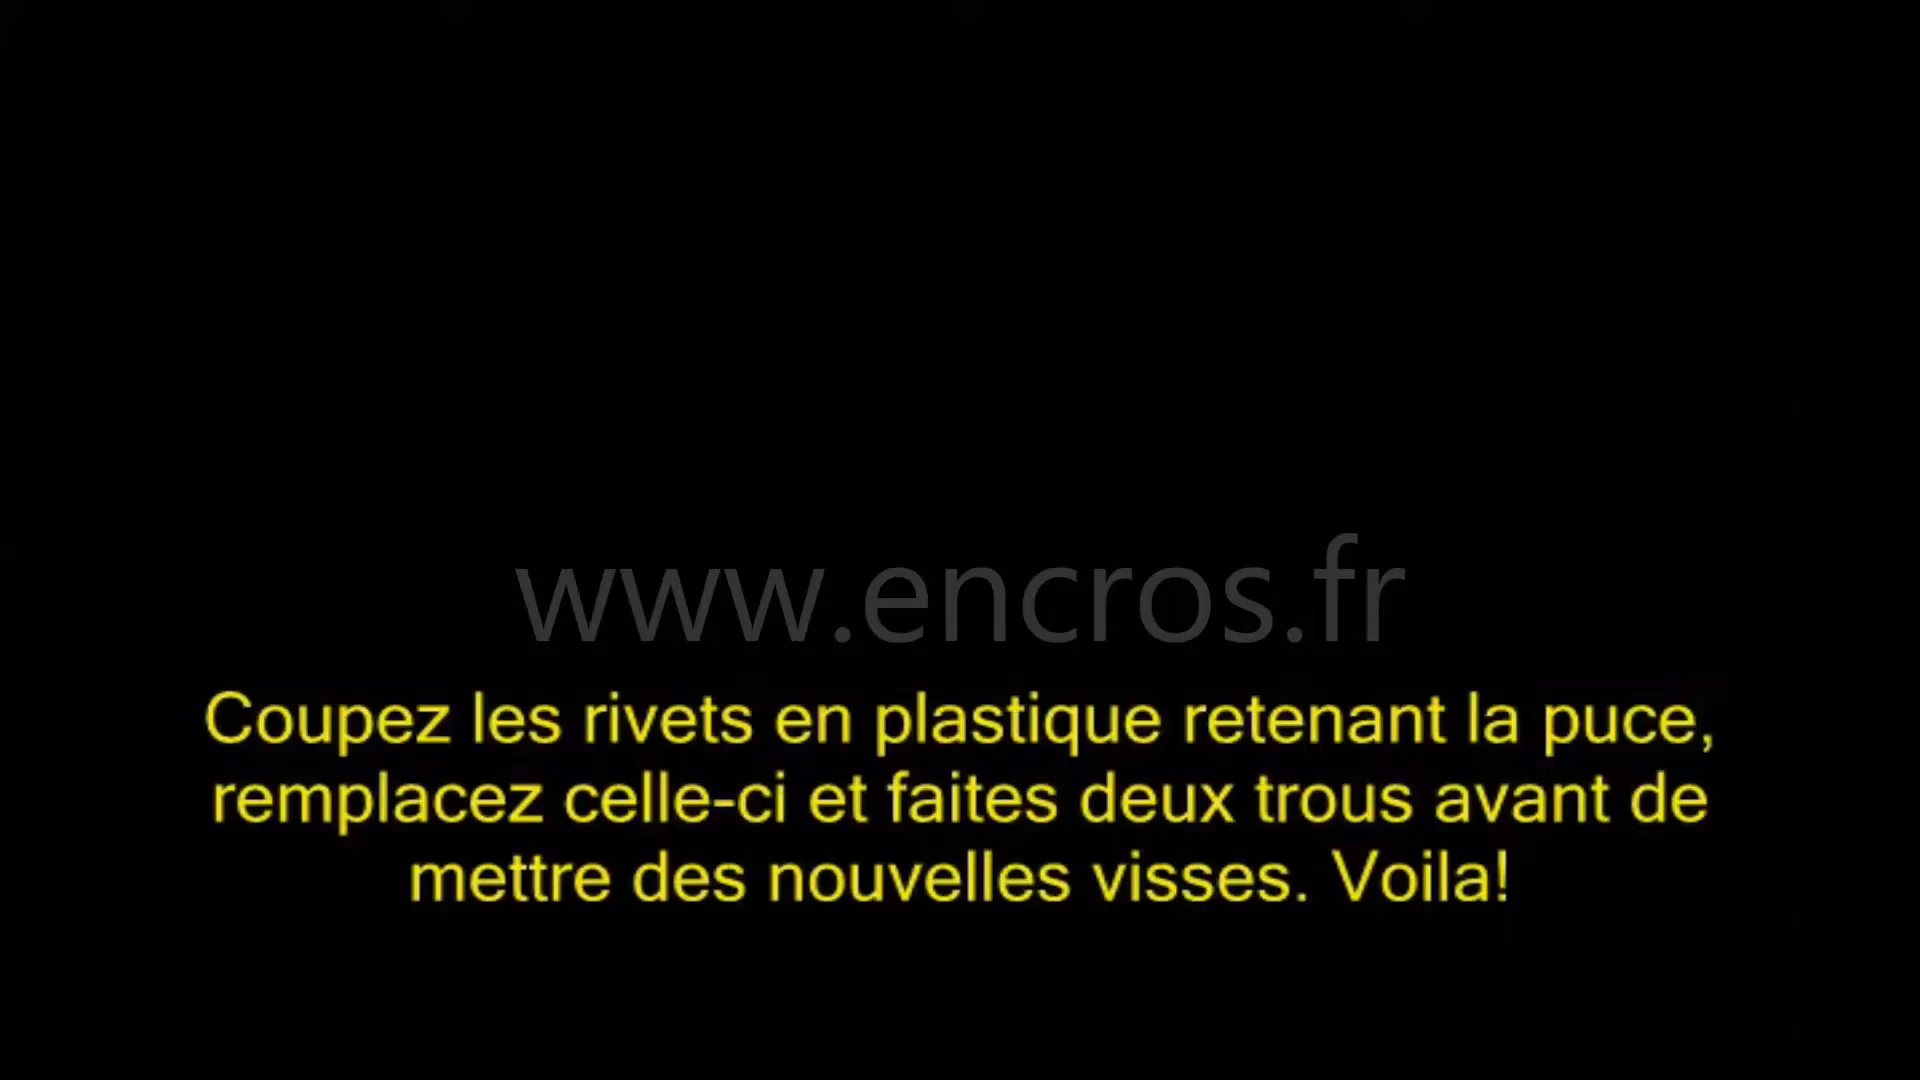 www.encros.fr
Coupez les rivets en plastique retenant la puce,
remplacez celle-ci et faites deux trous avant de
mettre des nouvelles visses. Voila!